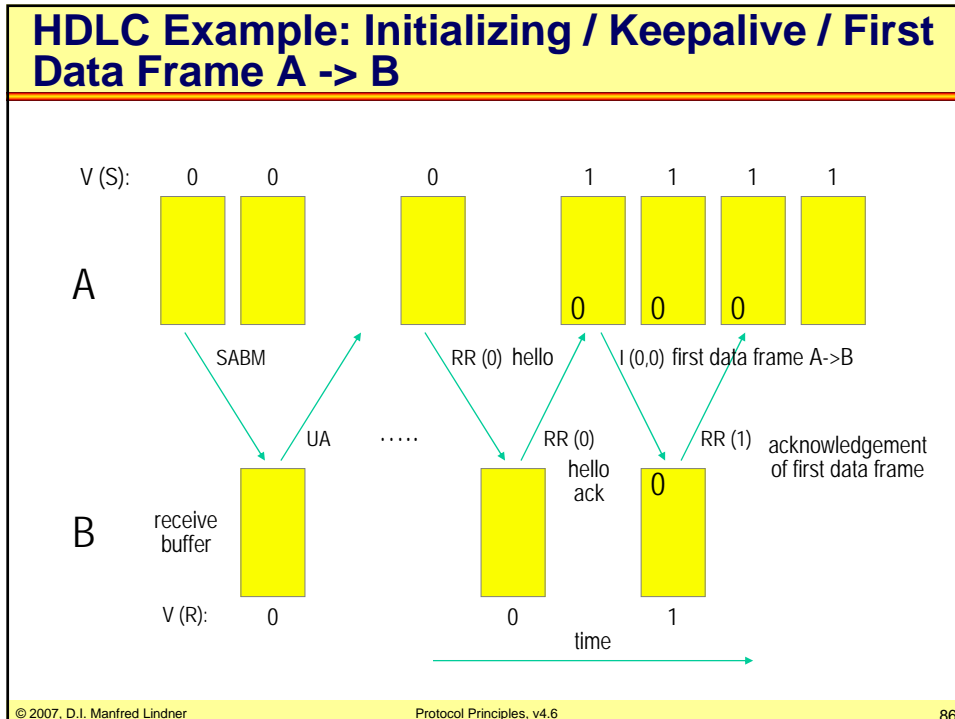 HDLC Example: Initializing / Keepalive / First
Data Frame A -> B
V (S): 0 0 0 1 1 1 1
A
0 0 0
SABM
RR (0) hello
I (0,0) first data frame A->B
UA
.....
RR (0)
hello
ack
RR (1)
acknowledgement
of first data frame
0
B
receive
buffer
V (R): 0 0 1
time
© 2007, D.I. Manfred Lindner
Protocol Principles, v4.6
86